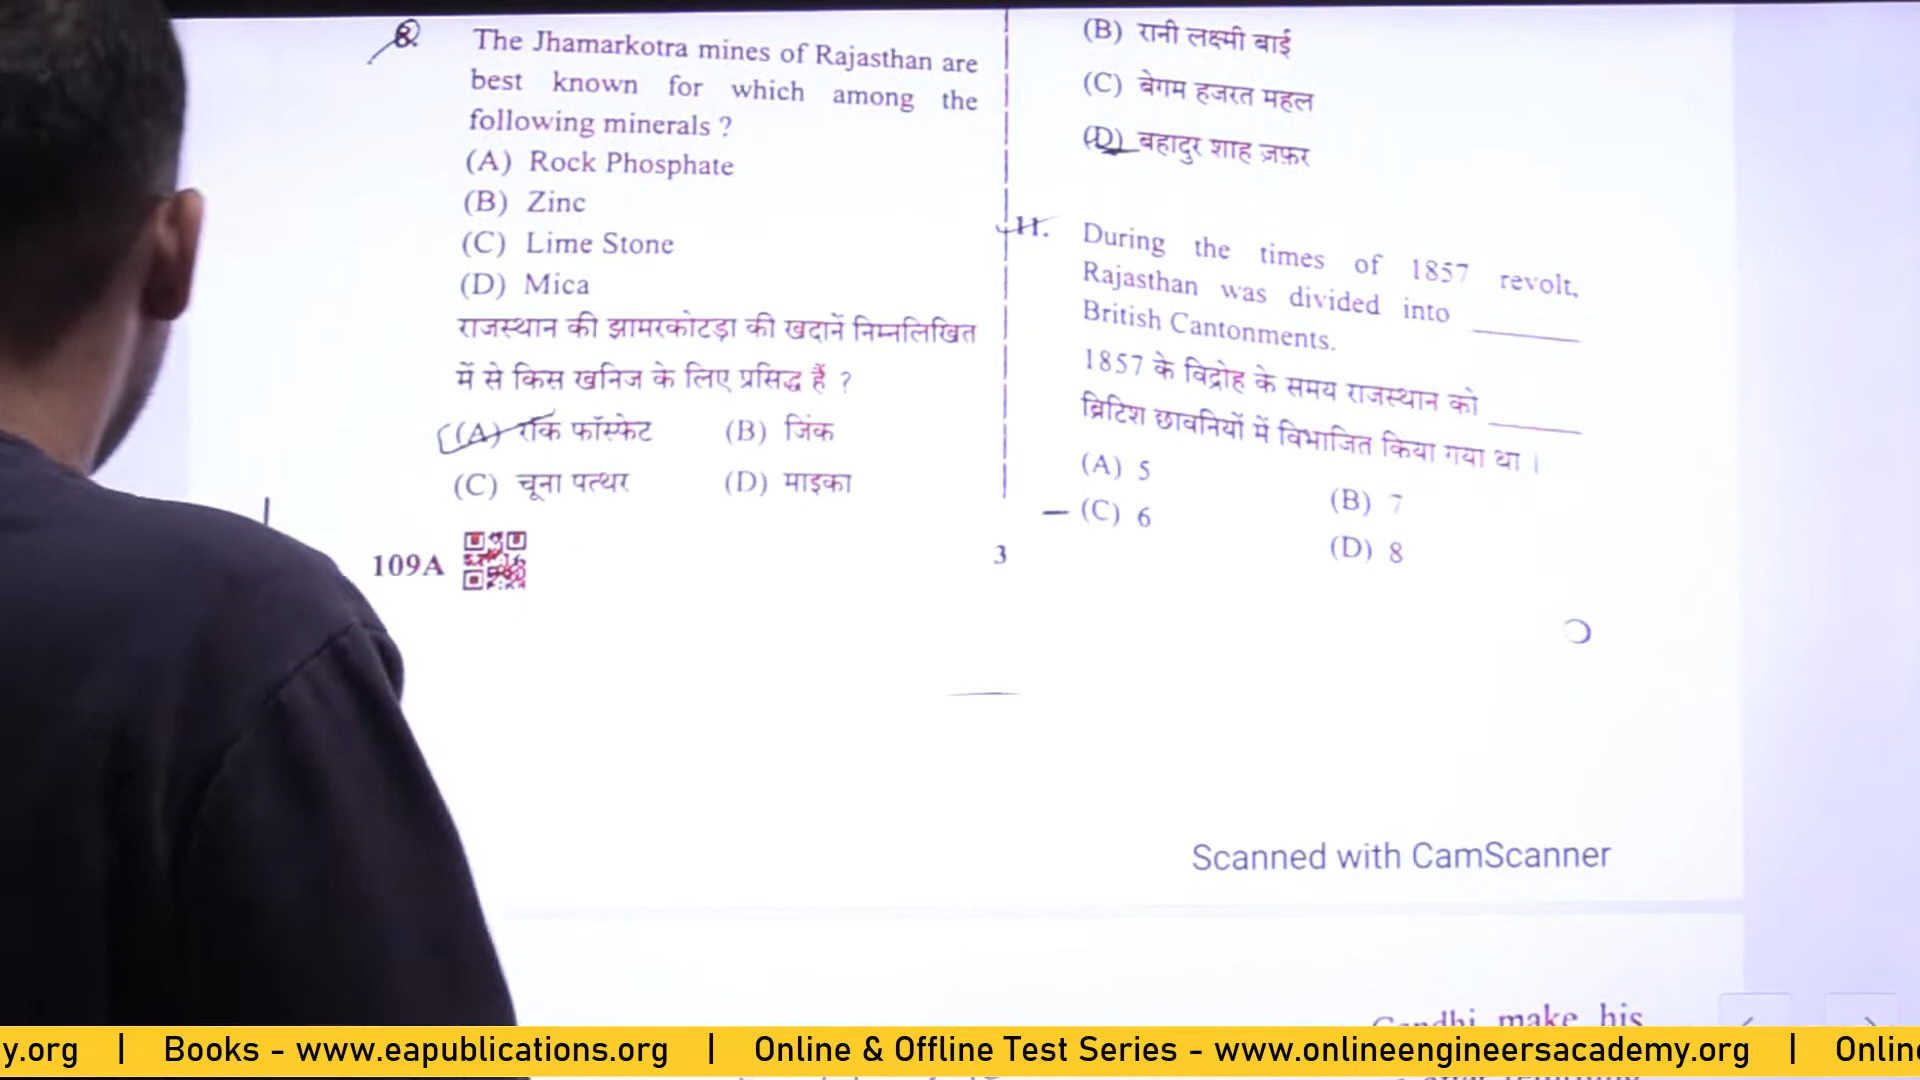 8.
The Jhamarkotra mines of Rajasthan are
best known for which among the
following minerals ?
(A) Rock Phosphate
(B) Zinc
(C) Lime Stone
(D) Mica
राजस्थान की झामरकोटड़ा की खदानें निम्नलिखित
में से किस खनिज के लिए प्रसिद्ध हैं ?
(A) रॉक फॉस्फेट (B) जिंक
(C) चूना पत्थर (D) माइका
109A
3
(B) रानी लक्ष्मी बाई
(C) बेगम हजरत महल
(D) बहादुर शाह ज़फ़र
11. During the times of 1857 revolt,
Rajasthan was divided into ______
British Cantonments.
1857 के विद्रोह के समय राजस्थान को ______
ब्रिटिश छावनियों में विभाजित किया गया था ।
(A) 5 (B) 7
(C) 6 (D) 8
Scanned with CamScanner
make his
y.org | Books - www.eapublications.org | Online & Offline Test Series - www.onlineengineersacademy.org | Onlin